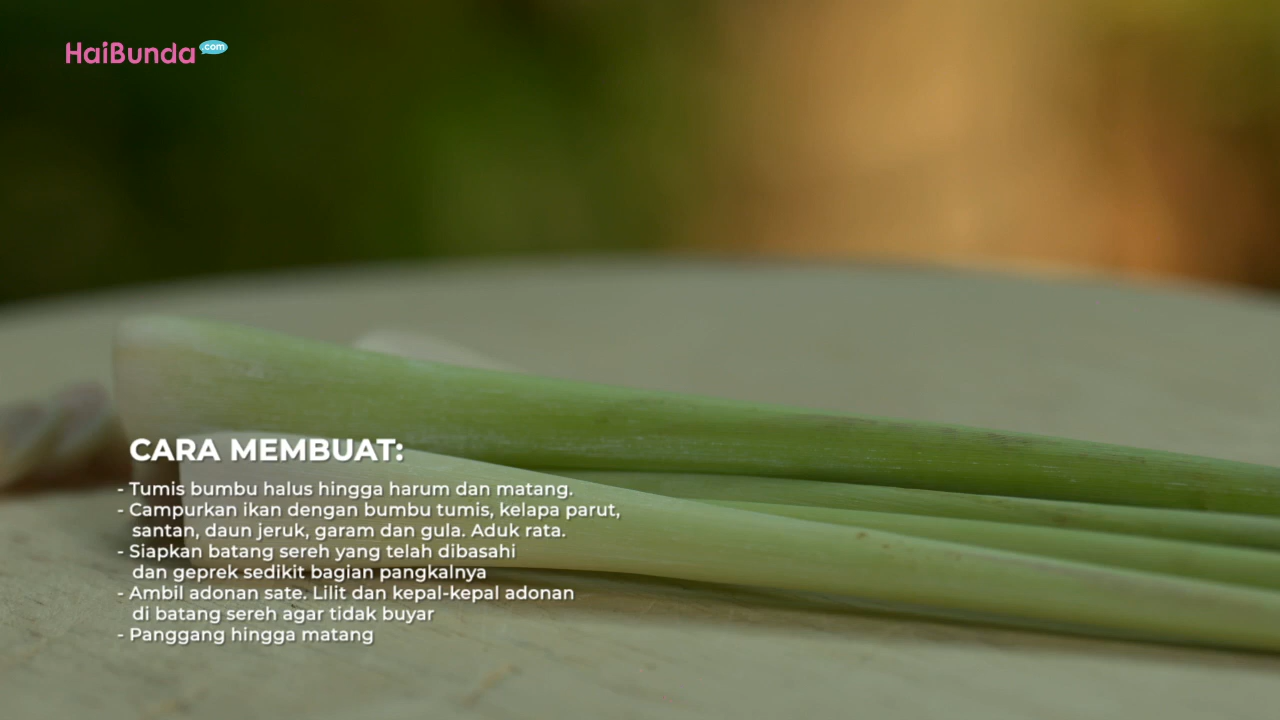 HaiBunda.com
CARA MEMBUAT:
- Tumis bumbu halus hingga harum dan matang.
- Campurkan ikan dengan bumbu tumis, kelapa parut,
santan, daun jeruk, garam dan gula. Aduk rata.
- Siapkan batang sereh yang telah dibasahi
dan geprek sedikit bagian pangkalnya
- Ambil adonan sate. Lilit dan kepal-kepal adonan
di batang sereh agar tidak buyar
- Panggang hingga matang